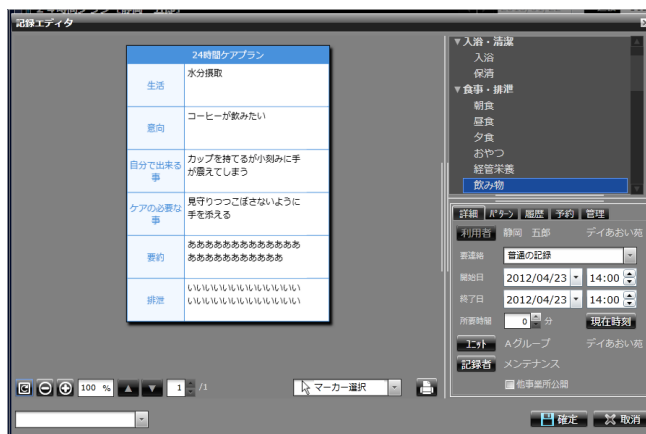 記録エディタ
24時間ケアプラン
生活
水分摂取
意向
コーヒーが飲みたい
自分で出来る
事
カップを持てるが小刻みに手
が震えてしまう
ケアの必要な
事
見守りつつこぼさないように
手を添える
要約
あああああああああああああ
あああああああああああ
排泄
いいいいいいいいいいいいい
いいいいいいいいいいいいい
100 %
1
/1
マーカー選択
▼入浴・清潔
入浴
保清
▼食事・排泄
朝食
昼食
夕食
おやつ
経管栄養
飲み物
詳細
パターン
履歴
予約
管理
利用者
静岡 五郎
デイあおい苑
要連絡
普通の記録
開始日
2012/04/23
14:00
終了日
2012/04/23
14:00
所要時間
0
分
現在時刻
ユニット
Aグループ
デイあおい苑
記録者
メンテナンス
他事業所公開
確定
取消